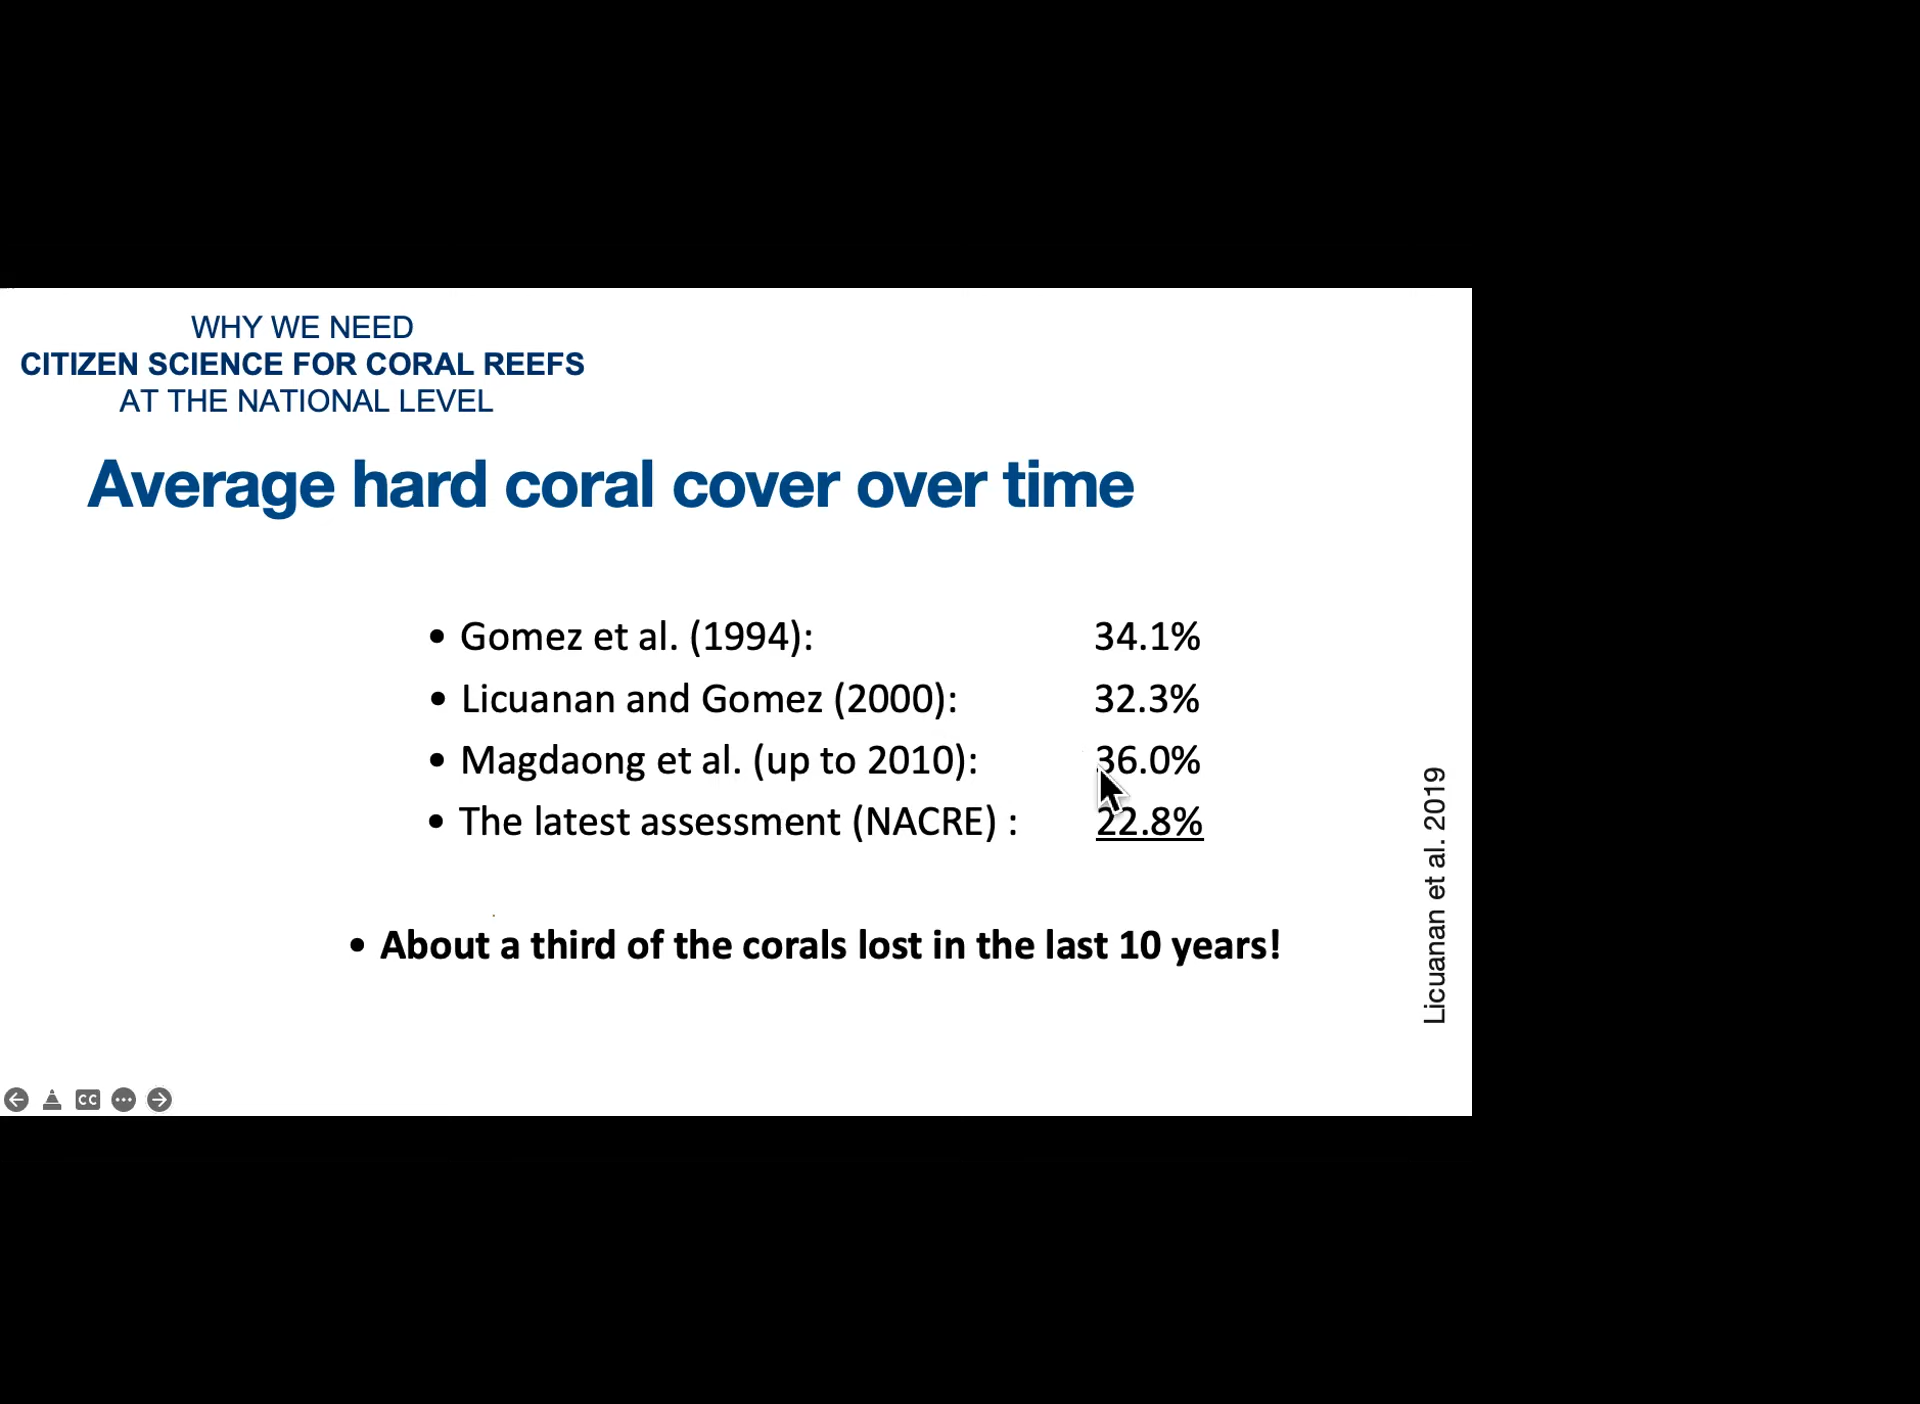 WHY WE NEED
CITIZEN SCIENCE FOR CORAL REEFS
AT THE NATIONAL LEVEL
Average hard coral cover over time
• Gomez et al. (1994): 34.1%
• Licuanan and Gomez (2000): 32.3%
• Magdaong et al. (up to 2010): 36.0%
• The latest assessment (NACRE) : 22.8%
• About a third of the corals lost in the last 10 years!
Licuanan et al. 2019
CC